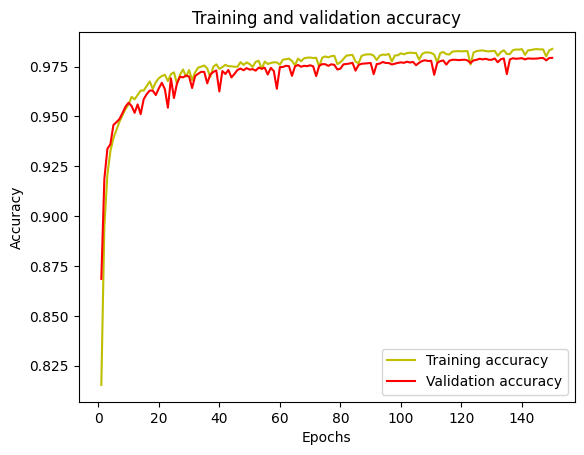 Training and validation accuracy
Accuracy
0.975
0.950
0.925
0.900
0.875
0.850
0.825
Training accuracy
Validation accuracy
0 20 40 60 80 100 120 140
Epochs